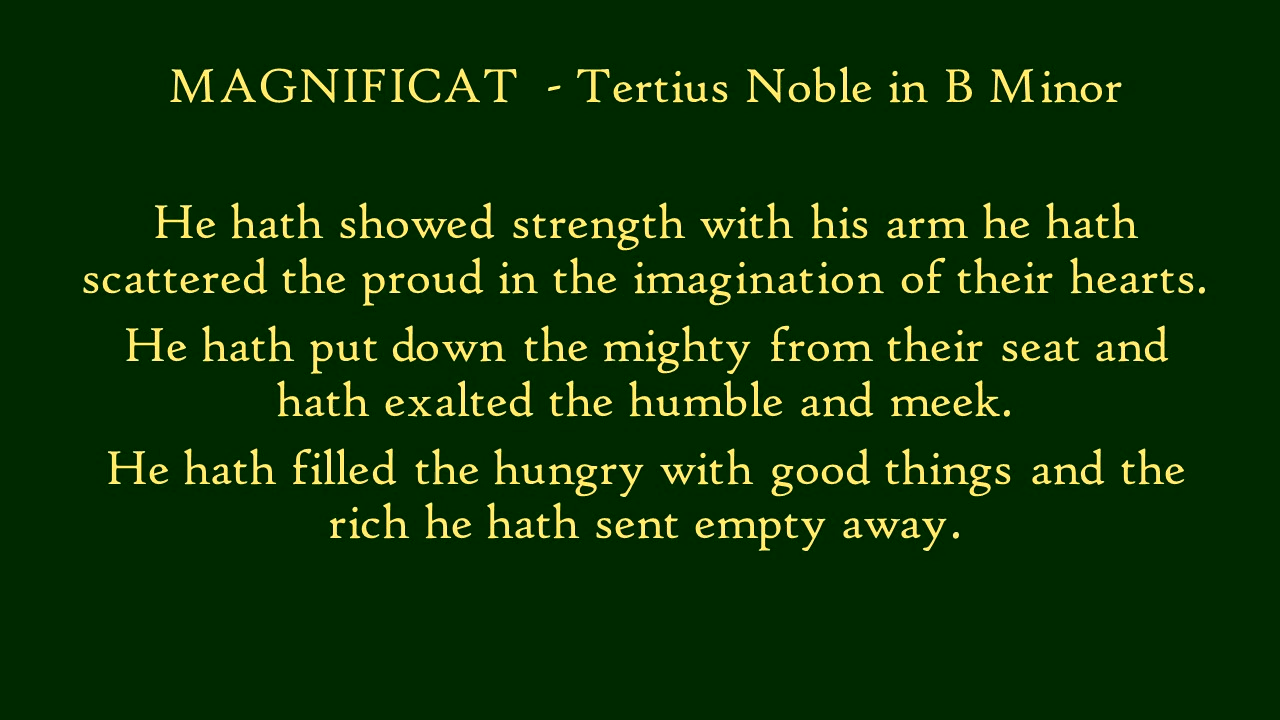 MAGNIFICAT - Tertius Noble in B Minor
He hath showed strength with his arm he hath
scattered the proud in the imagination of their hearts.
He hath put down the mighty from their seat and
hath exalted the humble and meek.
He hath filled the hungry with good things and the
rich he hath sent empty away.